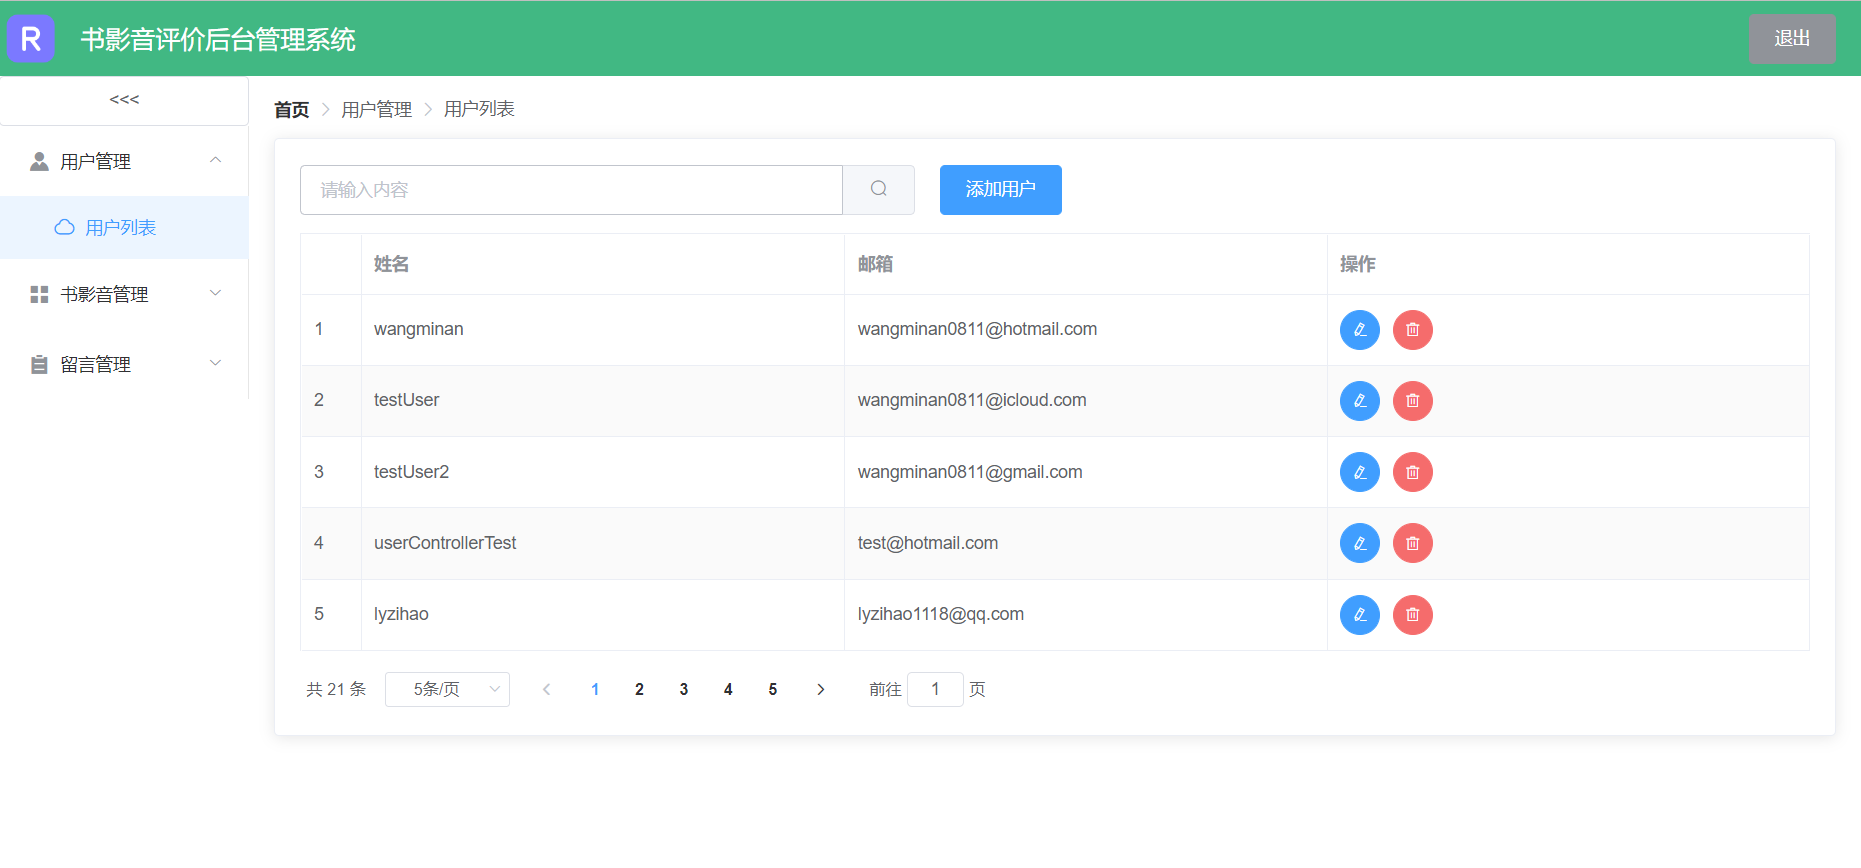 R 书影音评价后台管理系统 退出
<<<
首页 用户管理 用户列表
用户管理
用户列表
书影音管理
留言管理
请输入内容 添加用户
姓名 邮箱 操作
1 wangminan wangminan0811@hotmail.com
2 testUser wangminan0811@icloud.com
3 testUser2 wangminan0811@gmail.com
4 userControllerTest test@hotmail.com
5 lyzihao lyzihao1118@qq.com
共 21 条 5条/页 1 2 3 4 5 前往 1 页